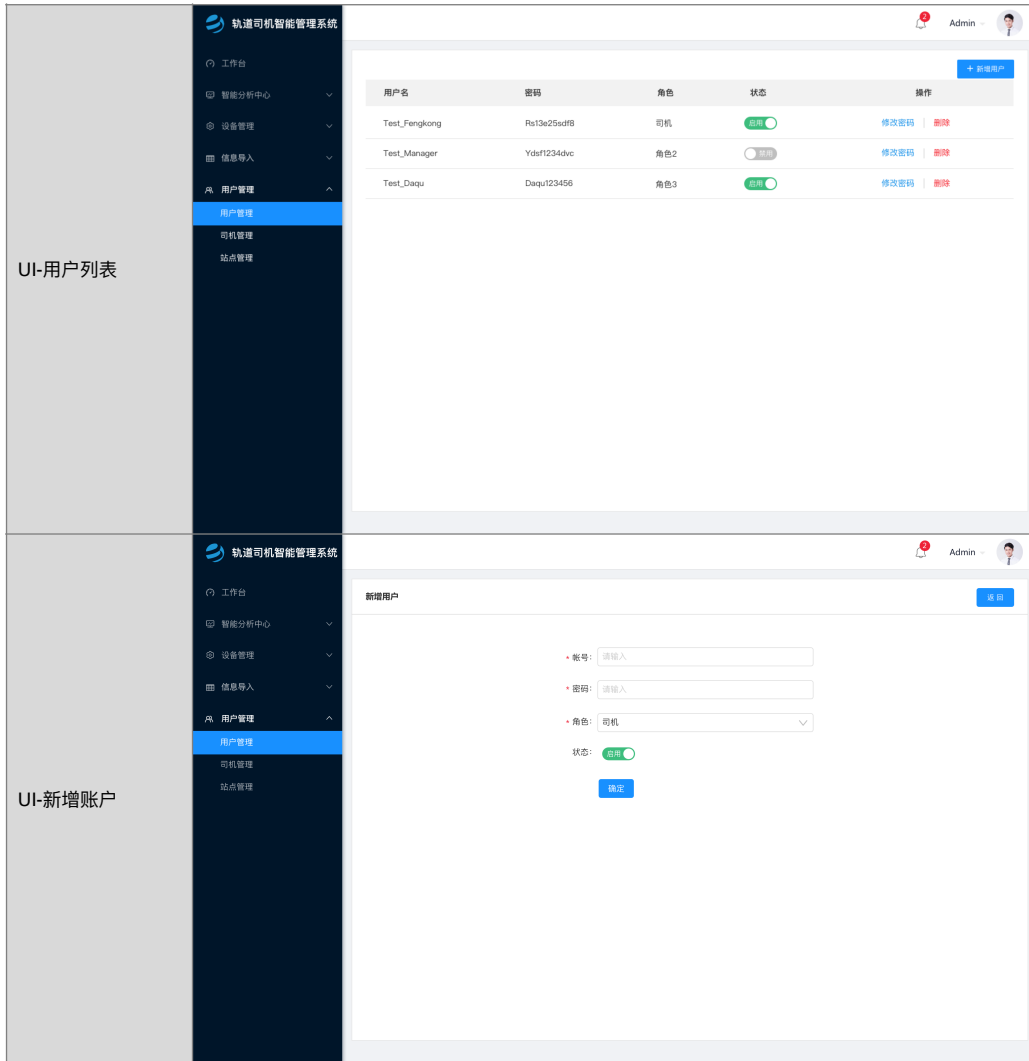 UI-用户列表
轨道司机智能管理系统
2
Admin
工作台
智能分析中心
设备管理
信息导入
用户管理
用户管理
司机管理
站点管理
+ 新增用户
用户名 密码 角色 状态 操作
Test_Fengkong Rs13e25sdf8 司机 启用 修改密码 删除
Test_Manager Ydsf1234dvc 角色2 禁用 修改密码 删除
Test_Daqu Daqu123456 角色3 启用 修改密码 删除
UI-新增账户
轨道司机智能管理系统
2
Admin
工作台
智能分析中心
设备管理
信息导入
用户管理
用户管理
司机管理
站点管理
新增用户 返回
* 帐号: 请输入
* 密码: 请输入
* 角色: 司机
状态: 启用
确定